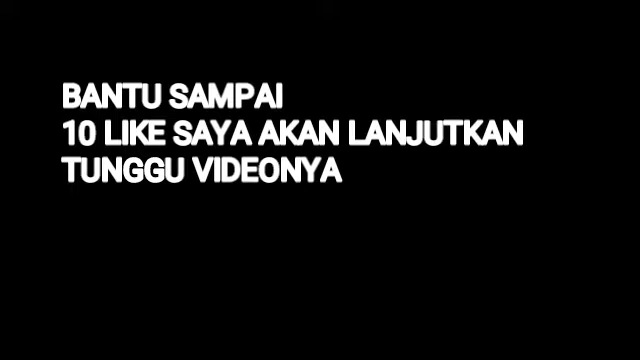 BANTU SAMPAI
10 LIKE SAYA AKAN LANJUTKAN
TUNGGU VIDEONYA